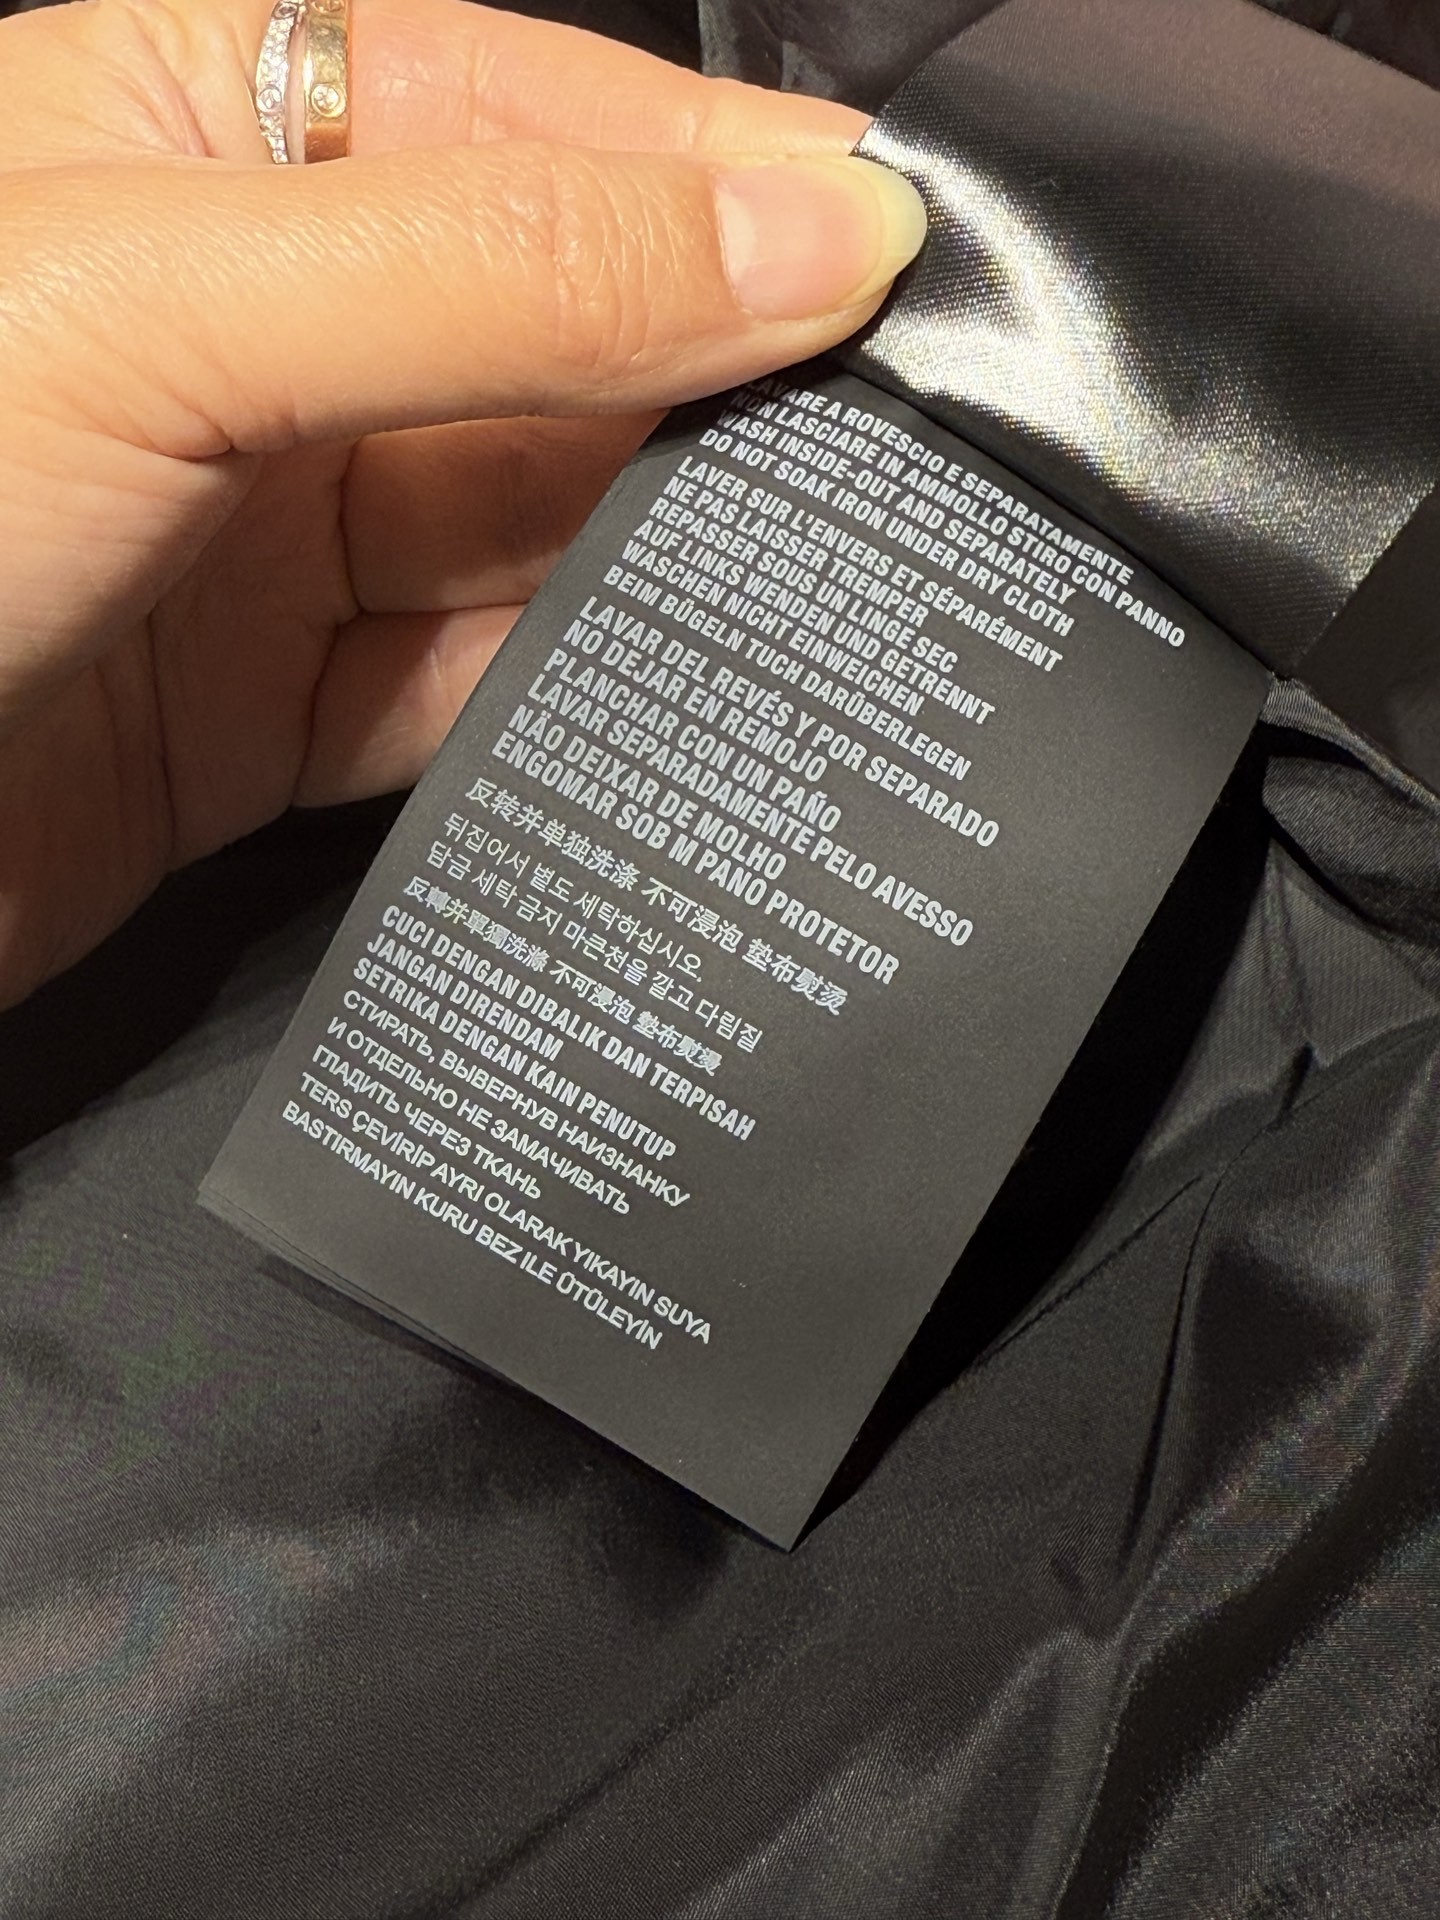 LAVARE A ROVESCIO E SEPARATAMENTE
NON LASCIARE IN AMMOLLO STIRO CON PANNO
WASH INSIDE-OUT AND SEPARATELY
DO NOT SOAK IRON UNDER DRY CLOTH
LAVER SUR L'ENVERS ET SÉPARÉMENT
NE PAS LAISSER TREMPER
REPASSER SOUS UN LINGE SEC
AUF LINKS WENDEN UND GETRENNT
WASCHEN NICHT EINWEICHEN
BEIM BÜGELN TUCH DARÜBERLEGEN
LAVAR DEL REVÉS Y POR SEPARADO
NO DEJAR EN REMOJO
PLANCHAR CON UN PAÑO
LAVAR SEPARADAMENTE PELO AVESSO
NÃO DEIXAR DE MOLHO
ENGOMAR SOB M PANO PROTETOR
反转并单独洗涤 不可浸泡 垫布熨烫
뒤집어서 별도 세탁하십시오.
담금 세탁 금지 마른천을 깔고 다림질
反轉并單獨洗滌 不可浸泡 墊布熨燙
CUCI DENGAN DIBALIK DAN TERPISAH
JANGAN DIRENDAM
SETRIKA DENGAN KAIN PENUTUP
СТИРАТЬ, ВЫВЕРНУВ НАИЗНАНКУ
И ОТДЕЛЬНО НЕ ЗАМАЧИВАТЬ
ГЛАДИТЬ ЧЕРЕЗ ТКАНЬ
TERS ÇEVİRİP AYRI OLARAK YIKAYIN SUYA
BASTIRMAYIN KURU BEZ ILE ÜTÜLEYİN